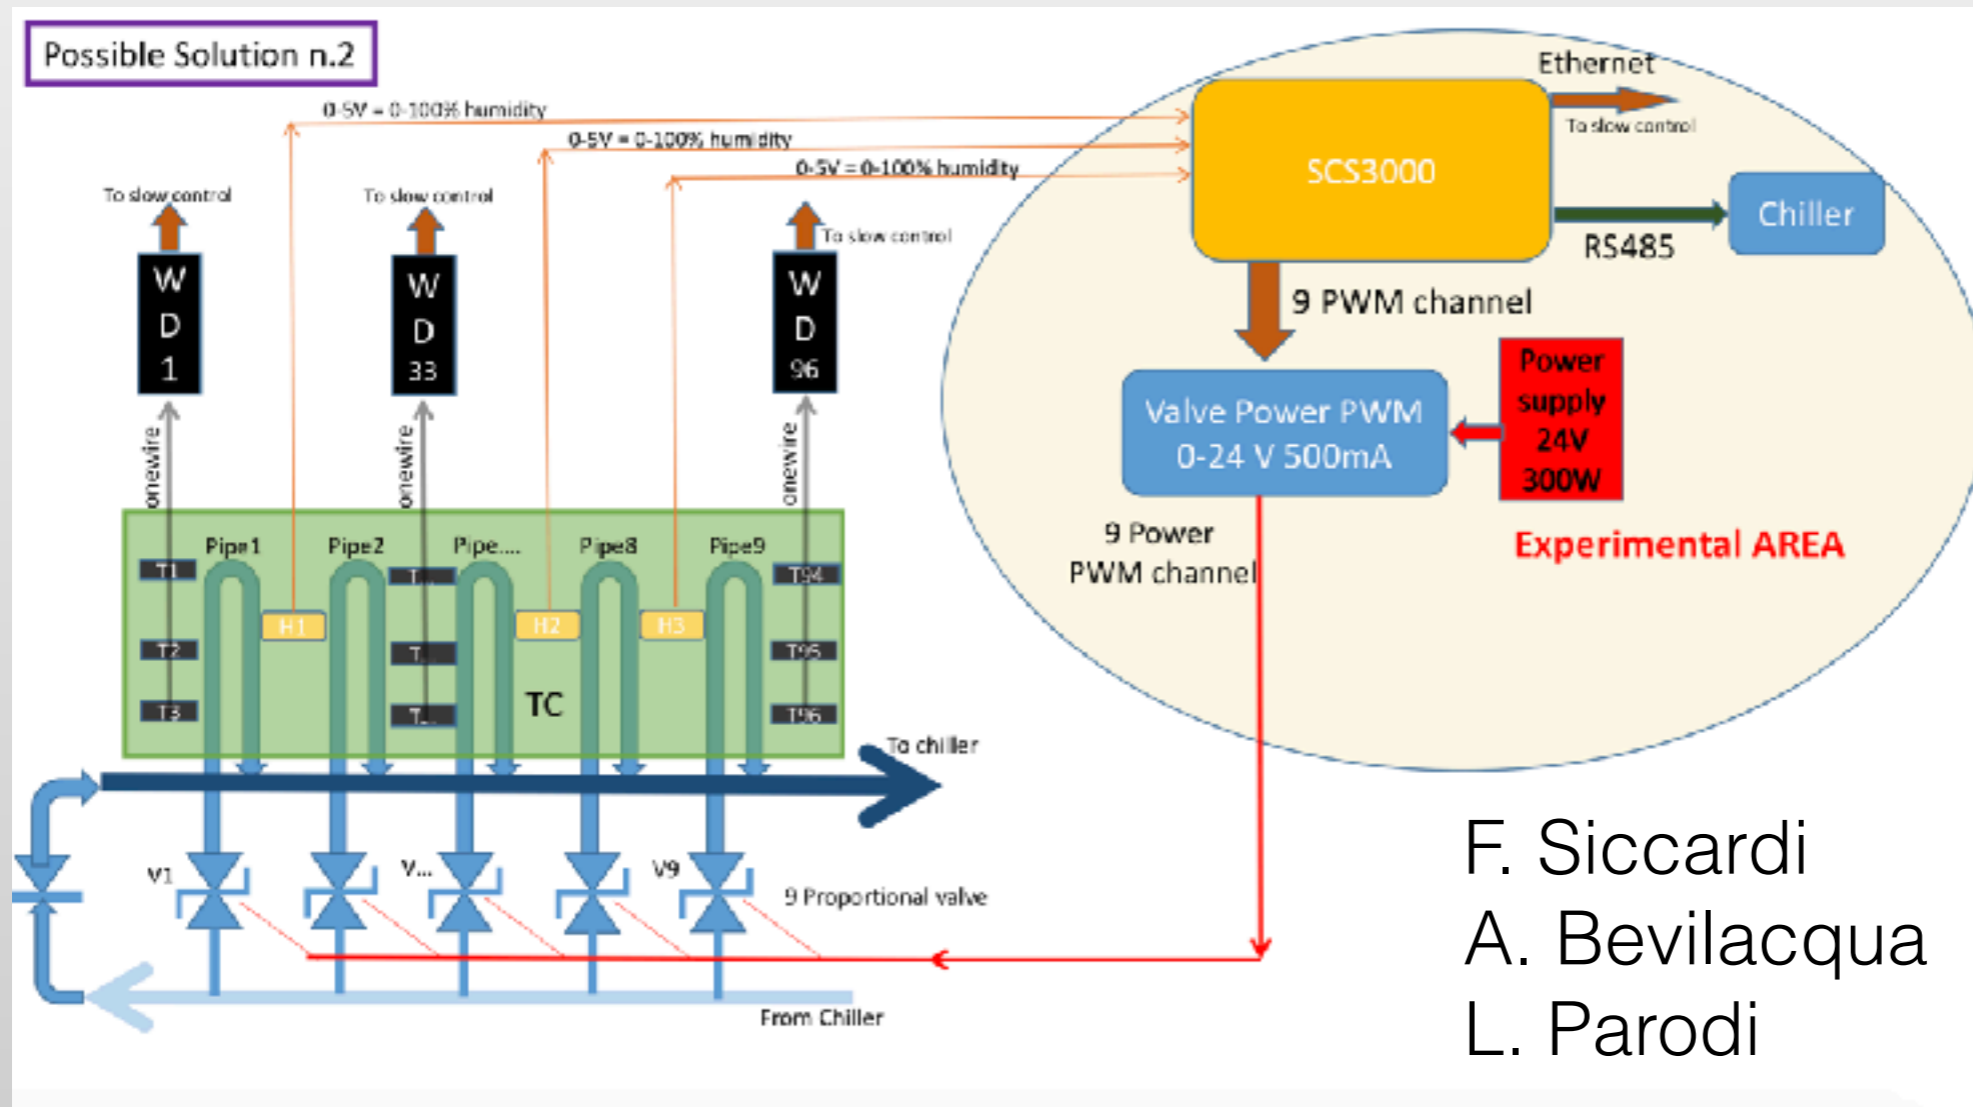 Possible Solution n.2
0-5V = 0-100% humidity
0-5V = 0-100% humidity
0-5V = 0-100% humidity
Ethernet
To slow control
SCS3000
Chiller
RS485
To slow control
To slow control
To slow control
W
D
1
W
D
33
W
D
96
9 PWM channel
Power
supply
24V
300W
Valve Power PWM
0-24 V 500mA
onewire
onewire
onewire
Experimental AREA
9 Power
PWM channel
Pipe1
Pipe2
Pipe....
Pipe8
Pipe9
T1
T2
T3
T...
T...
T94
T95
T96
H1
H2
H3
TC
To chiller
V1
V...
V9
9 Proportional valve
From Chiller
F. Siccardi
A. Bevilacqua
L. Parodi